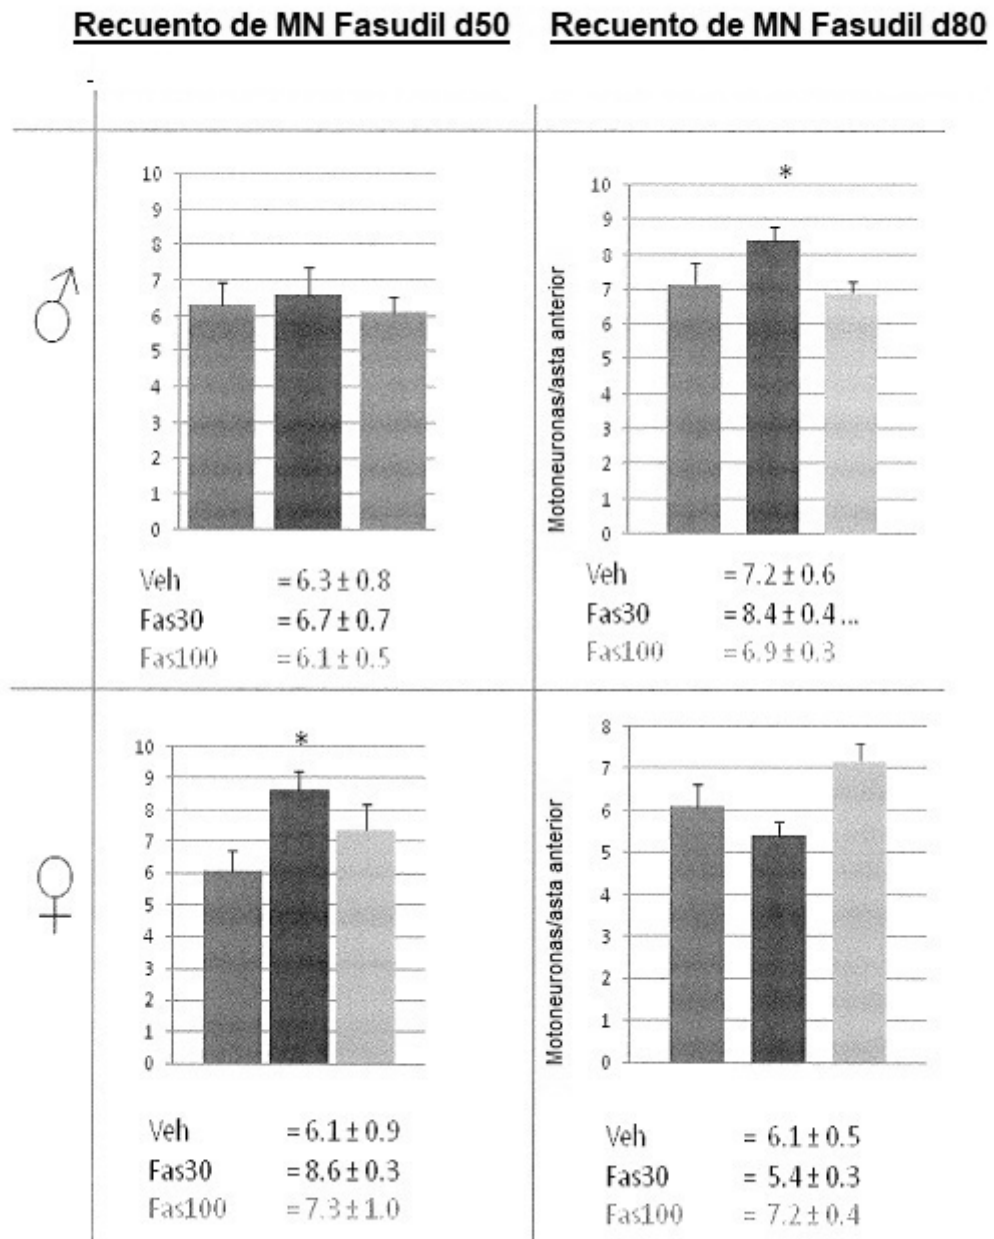 Recuento de MN Fasudil d50
Recuento de MN Fasudil d80
-
10
9
8
7
6
5
4
3
2
1
0
Veh = 6.3 ± 0.8
Fas30 = 6.7 ± 0.7
Fas100 = 6.1 ± 0.5
*
Motoneuronas/asta anterior
10
9
8
7
6
5
4
3
2
1
0
Veh = 7.2 ± 0.6
Fas30 = 8.4 ± 0.4 ...
Fas100 = 6.9 ± 0.3
*
10
9
8
7
6
5
4
3
2
1
0
Veh = 6.1 ± 0.9
Fas30 = 8.6 ± 0.3
Fas100 = 7.3 ± 1.0
Motoneuronas/asta anterior
8
7
6
5
4
3
2
1
0
Veh = 6.1 ± 0.5
Fas30 = 5.4 ± 0.3
Fas100 = 7.2 ± 0.4